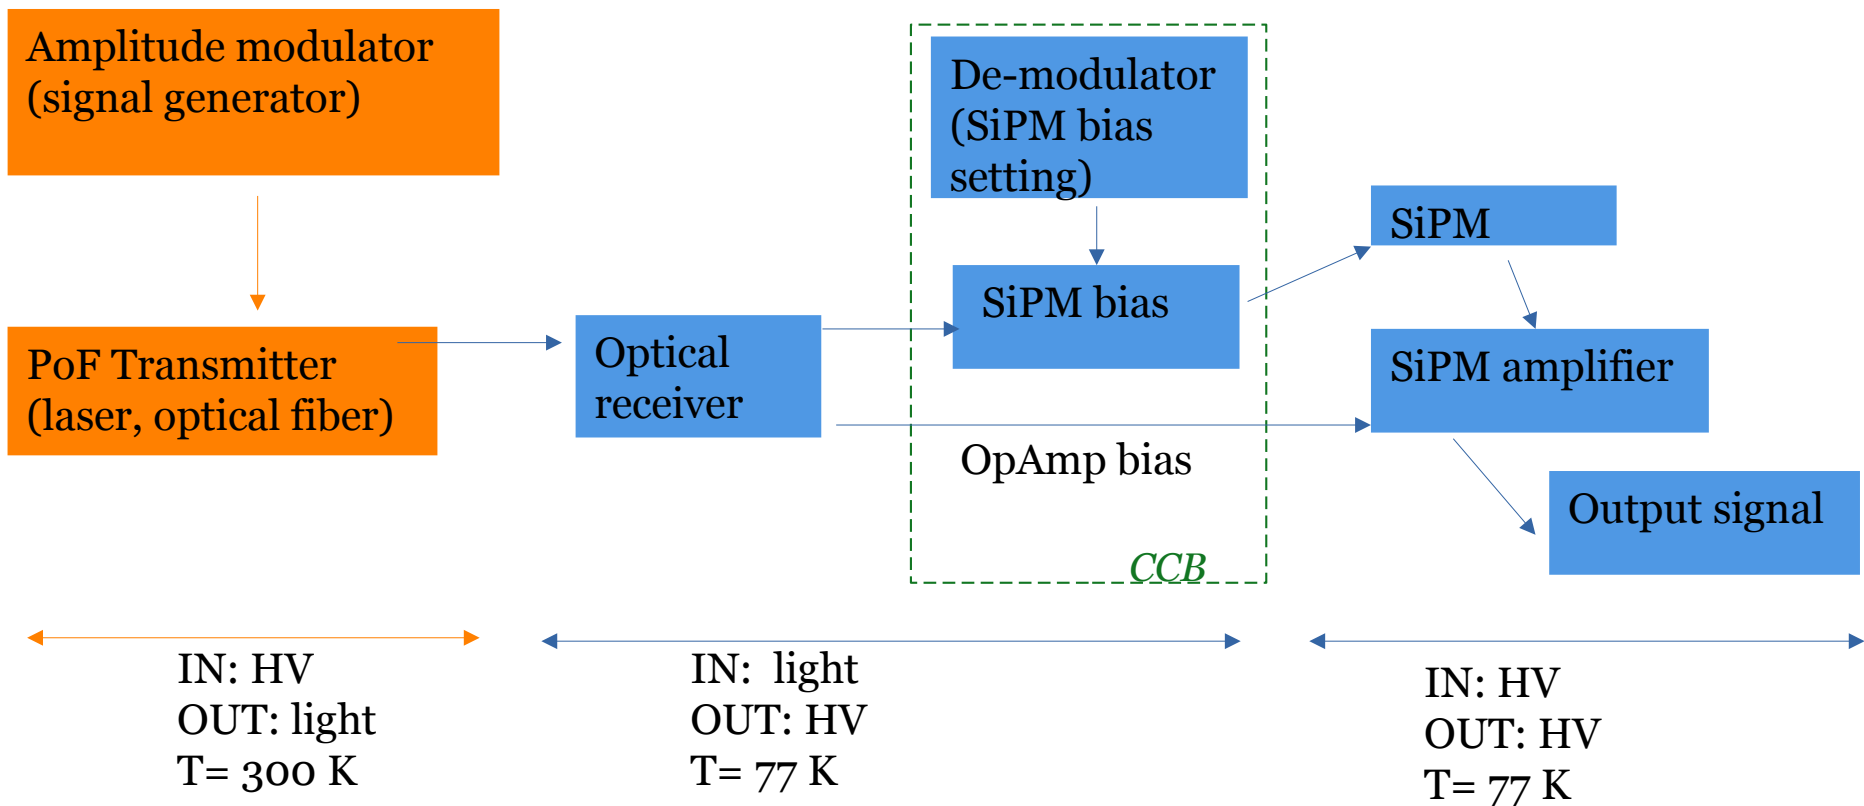 Amplitude modulator
(signal generator)
De-modulator
(SiPM bias
setting)
SiPM
SiPM bias
PoF Transmitter
(laser, optical fiber)
Optical
receiver
SiPM amplifier
OpAmp bias
Output signal
CCB
IN: HV
OUT: light
T= 300 K
IN: light
OUT: HV
T= 77 K
IN: HV
OUT: HV
T= 77 K